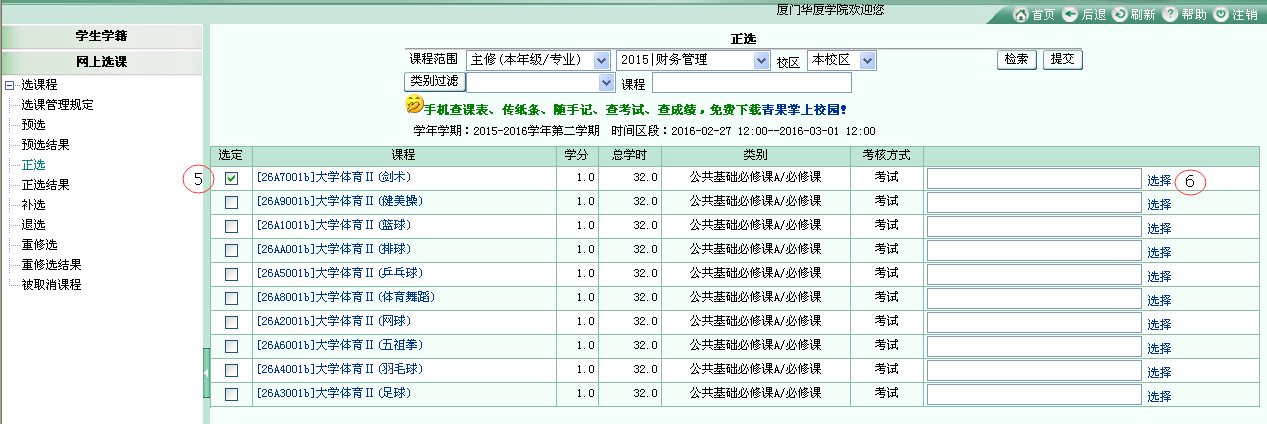 厦门华厦学院欢迎您
首页 后退 刷新 帮助 注销
学生学籍
网上选课
选课程
选课管理规定
预选
预选结果
正选
正选结果
补选
退选
重修选
重修选结果
被取消课程
正选
课程范围 主修(本年级/专业) 2015|财务管理 校区 本校区 检索 提交
类别过滤 课程
手机查课表、传纸条、随手记、查考试、查成绩，免费下载青果掌上校园！
学年学期：2015-2016学年第二学期 时间区段：2016-02-27 12:00--2016-03-01 12:00
选定 课程 学分 总学时 类别 考核方式
5 [26A7001b]大学体育Ⅱ(剑术) 1.0 32.0 公共基础必修课A/必修课 考试 选择 6
[26A9001b]大学体育Ⅱ(健美操) 1.0 32.0 公共基础必修课A/必修课 考试 选择
[26A1001b]大学体育Ⅱ(篮球) 1.0 32.0 公共基础必修课A/必修课 考试 选择
[26AA001b]大学体育Ⅱ(排球) 1.0 32.0 公共基础必修课A/必修课 考试 选择
[26A5001b]大学体育Ⅱ(乒乓球) 1.0 32.0 公共基础必修课A/必修课 考试 选择
[26A8001b]大学体育Ⅱ(体育舞蹈) 1.0 32.0 公共基础必修课A/必修课 考试 选择
[26A2001b]大学体育Ⅱ(网球) 1.0 32.0 公共基础必修课A/必修课 考试 选择
[26A6001b]大学体育Ⅱ(五祖拳) 1.0 32.0 公共基础必修课A/必修课 考试 选择
[26A4001b]大学体育Ⅱ(羽毛球) 1.0 32.0 公共基础必修课A/必修课 考试 选择
[26A3001b]大学体育Ⅱ(足球) 1.0 32.0 公共基础必修课A/必修课 考试 选择